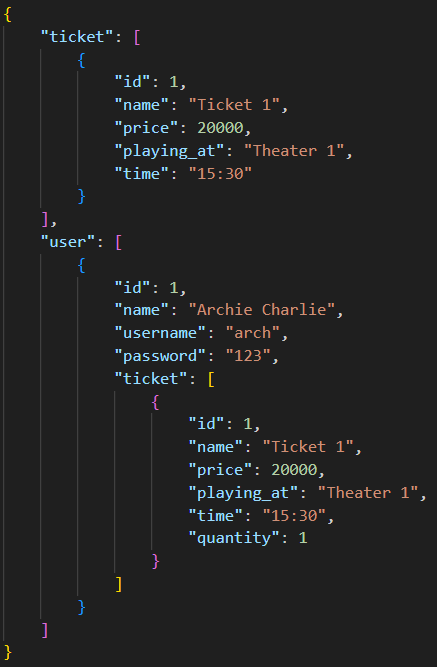 {
    "ticket": [
        {
            "id": 1,
            "name": "Ticket 1",
            "price": 20000,
            "playing_at": "Theater 1",
            "time": "15:30"
        }
    ],
    "user": [
        {
            "id": 1,
            "name": "Archie Charlie",
            "username": "arch",
            "password": "123",
            "ticket": [
                {
                    "id": 1,
                    "name": "Ticket 1",
                    "price": 20000,
                    "playing_at": "Theater 1",
                    "time": "15:30",
                    "quantity": 1
                }
            ]
        }
    ]
}